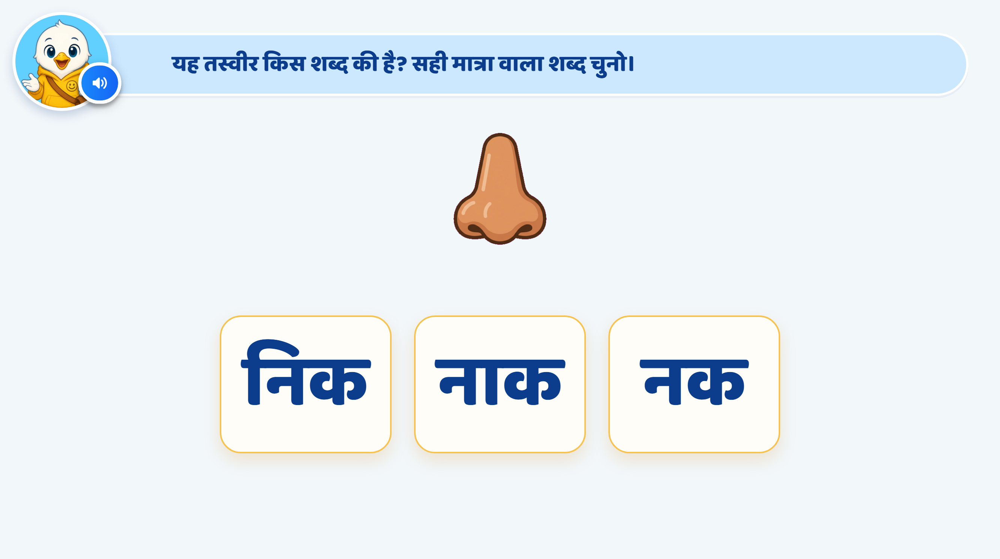 यह तस्वीर किस शब्द की है? सही मात्रा वाला शब्द चुनो।
निक
नाक
नक